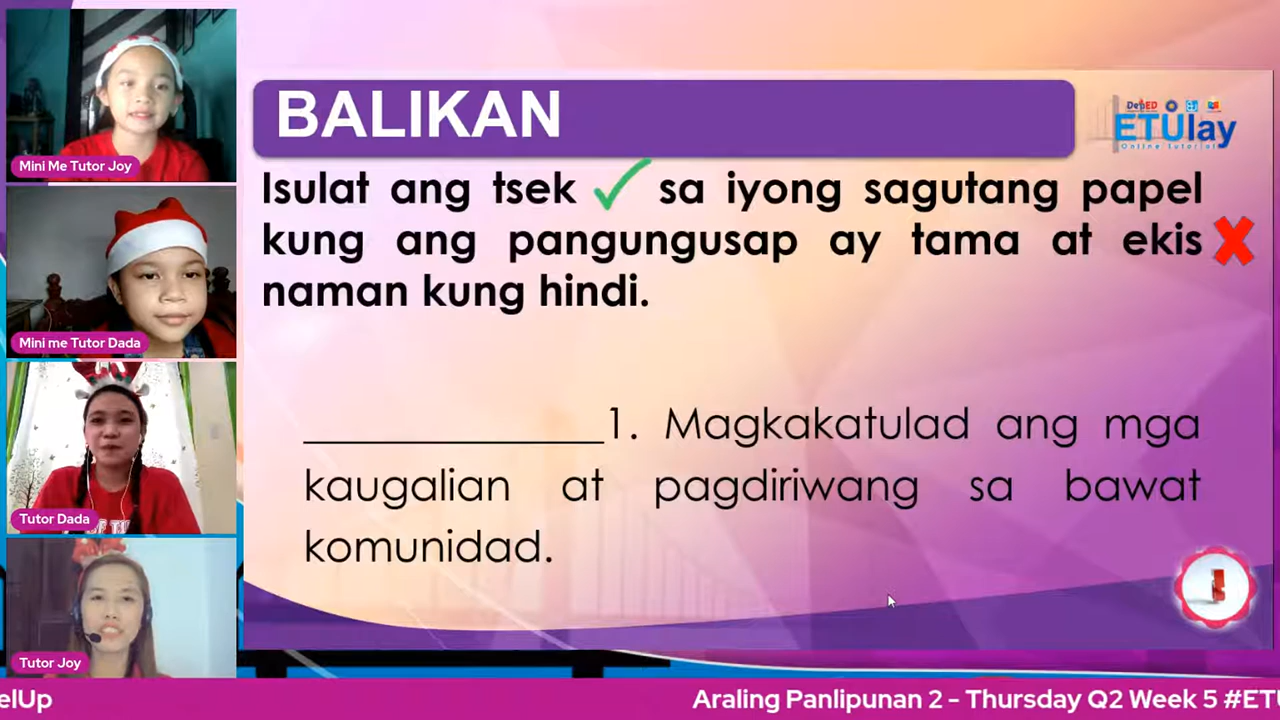 Mini Me Tutor Joy
Mini me Tutor Dada
Tutor Dada
Tutor Joy
BALIKAN
DepED
ETUlay
Online Tutorial
Isulat ang tsek ✓ sa iyong sagutang papel
kung ang pangungusap ay tama at ekis ✗
naman kung hindi.
_______________1. Magkakatulad ang mga
kaugalian at pagdiriwang sa bawat
komunidad.
elUp
Araling Panlipunan 2 - Thursday Q2 Week 5 #ETU